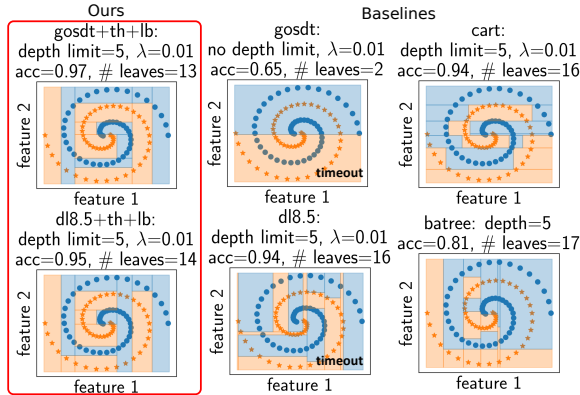 Ours
Baselines
gosdt+th+lb:
depth limit=5, λ=0.01
acc=0.97, # leaves=13
feature 2
feature 1
gosdt:
no depth limit, λ=0.01
acc=0.65, # leaves=2
feature 2
timeout
feature 1
cart:
depth limit=5, λ=0.01
acc=0.94, # leaves=16
feature 2
feature 1
dl8.5+th+lb:
depth limit=5, λ=0.01
acc=0.95, # leaves=14
feature 2
feature 1
dl8.5:
depth limit=5, λ=0.01
acc=0.94, # leaves=16
feature 2
timeout
feature 1
batree: depth=5
acc=0.81, # leaves=17
feature 2
feature 1